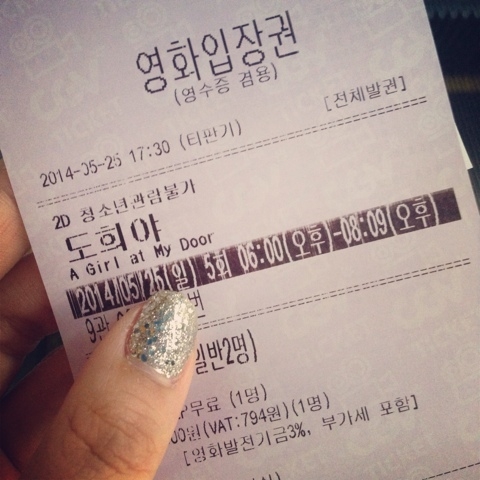 영화입장권
(영수증 겸용)
[전체발권]
2014-05-25 17:30 (티판기)
2D 청소년관람불가
도희야
A Girl at My Door
2014/05/25(일) 5회 06:00(오후)-08:09(오후)
9관
일반2명)
P무료 (1명)
00원(VAT:794원)(1명)
[영화발전기금3%, 부가세 포함]